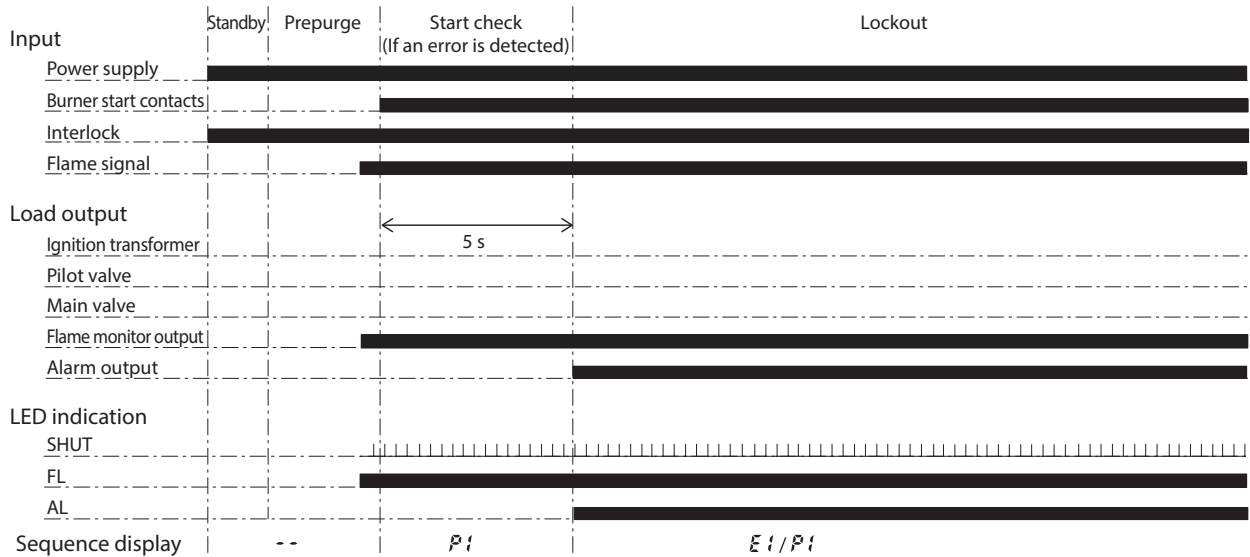 Standby Prepurge Start check Lockout
(If an error is detected)
Input
Power supply
Burner start contacts
Interlock
Flame signal
Load output
5 s
Ignition transformer
Pilot valve
Main valve
Flame monitor output
Alarm output
LED indication
SHUT
FL
AL
Sequence display -- P1 E1/P1